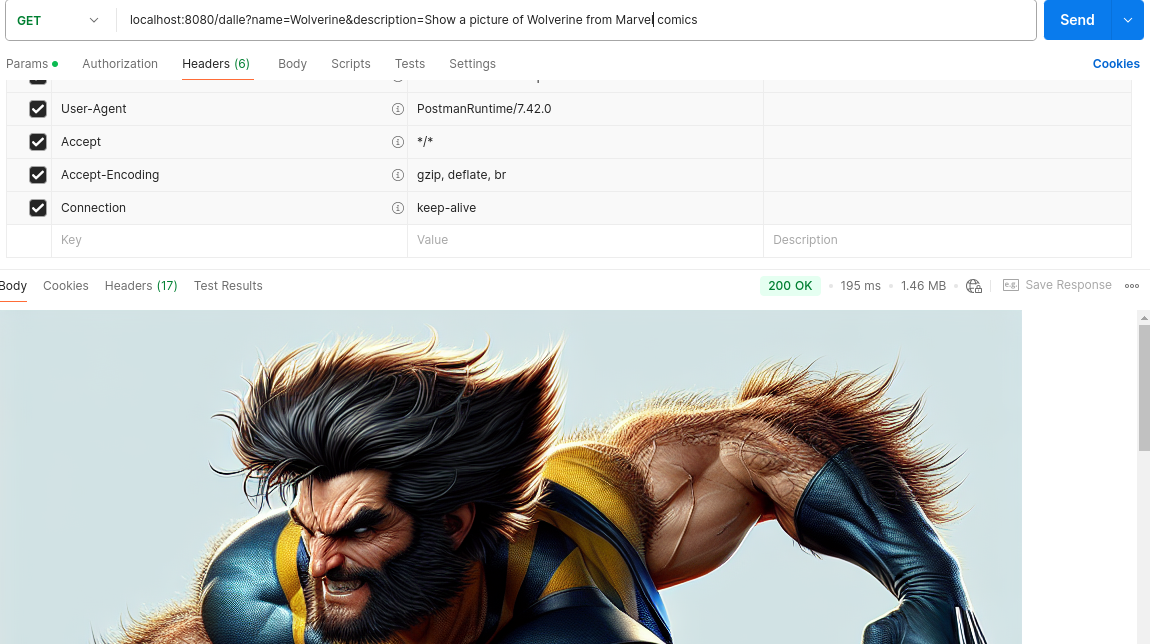 GET localhost:8080/dalle?name=Wolverine&description=Show a picture of Wolverine from Marvel comics Send
Params Authorization Headers (6) Body Scripts Tests Settings Cookies
User-Agent PostmanRuntime/7.42.0
Accept */*
Accept-Encoding gzip, deflate, br
Connection keep-alive
Key Value Description
Body Cookies Headers (17) Test Results 200 OK 195 ms 1.46 MB e.g. Save Response